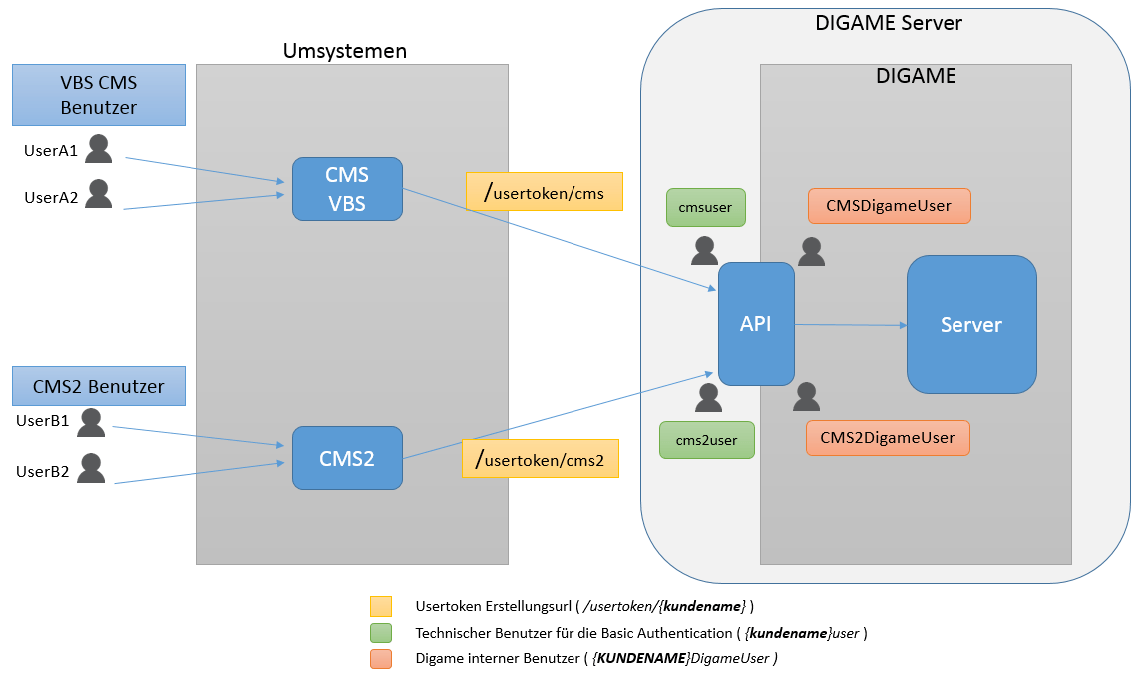 DIGAME Server
Umsystemen
VBS CMS
Benutzer
DIGAME
UserA1
UserA2
CMS
VBS
/usertoken/cms
cmsuser
CMSDigameUser
API
Server
CMS2 Benutzer
UserB1
UserB2
CMS2
/usertoken/cms2
cms2user
CMS2DigameUser
Usertoken Erstellungsurl ( /usertoken/{kundename} )
Technischer Benutzer für die Basic Authentication ( {kundename}user )
Digame interner Benutzer ( {KUNDENAME}DigameUser )